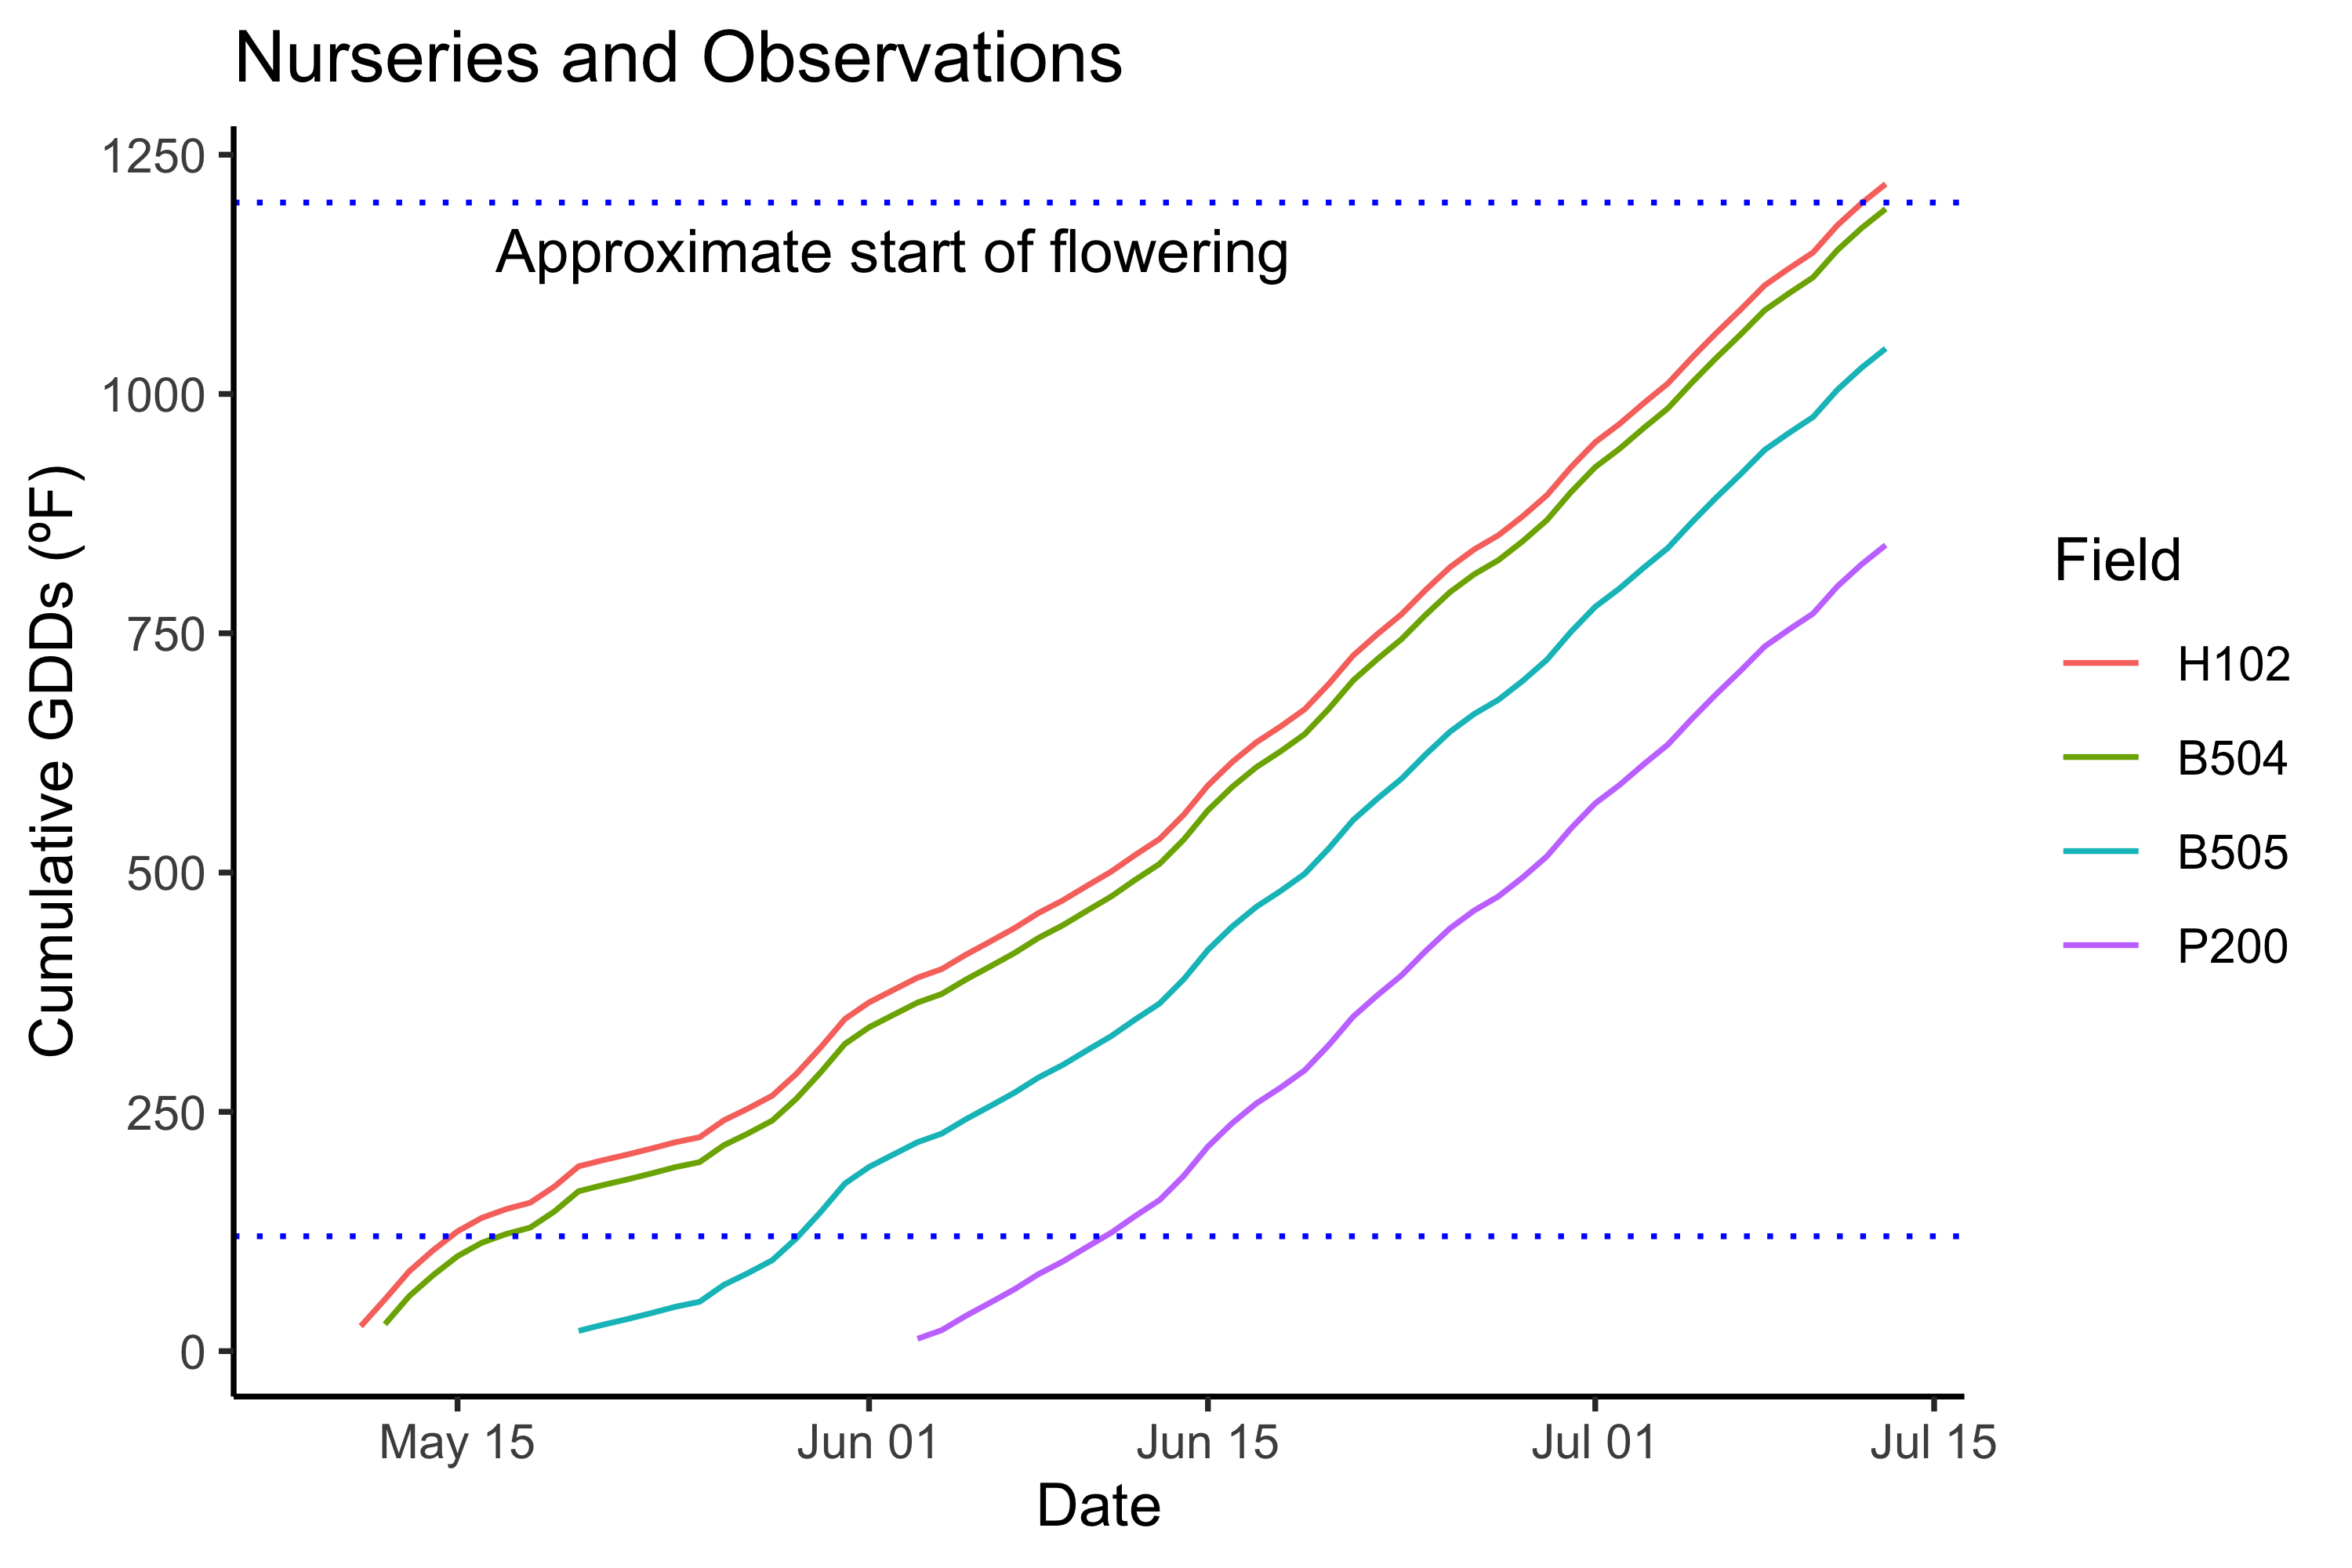 Nurseries and Observations
Cumulative GDDs (ºF)
1250
1000
750
500
250
0
Approximate start of flowering
May 15
Jun 01
Jun 15
Jul 01
Jul 15
Date
Field
H102
B504
B505
P200